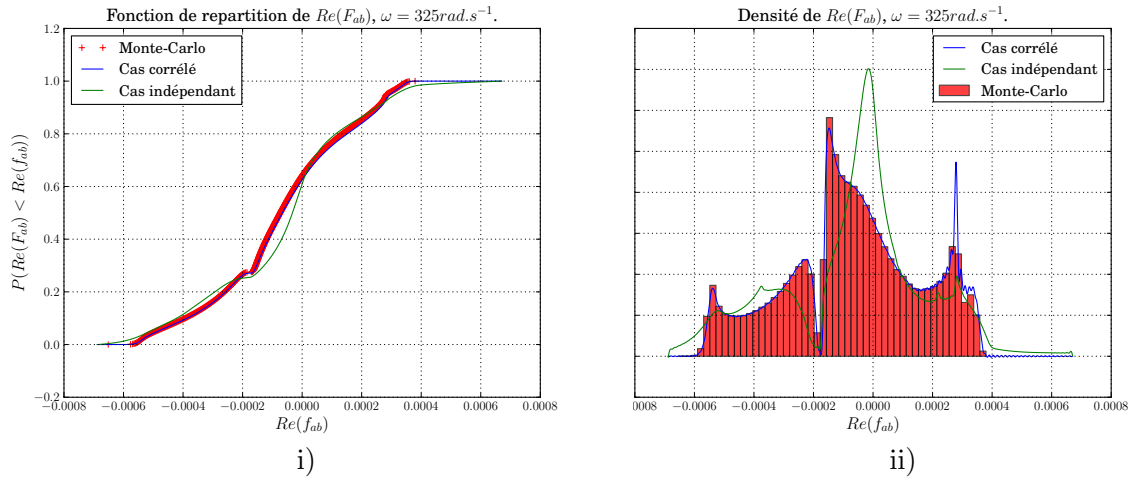 Fonction de repartition de Re(F_ab), ω = 325rad.s⁻¹.
1.2
1.0
0.8
0.6
0.4
0.2
0.0
−0.2
P(Re(F_ab) < Re(f_ab))
Monte-Carlo
Cas corrélé
Cas indépendant
−0.0008 −0.0006 −0.0004 −0.0002 0.0000 0.0002 0.0004 0.0006 0.0008
Re(f_ab)
i)
Densité de Re(F_ab), ω = 325rad.s⁻¹.
Cas corrélé
Cas indépendant
Monte-Carlo
0.0008 −0.0006 −0.0004 −0.0002 0.0000 0.0002 0.0004 0.0006 0.0008
Re(f_ab)
ii)